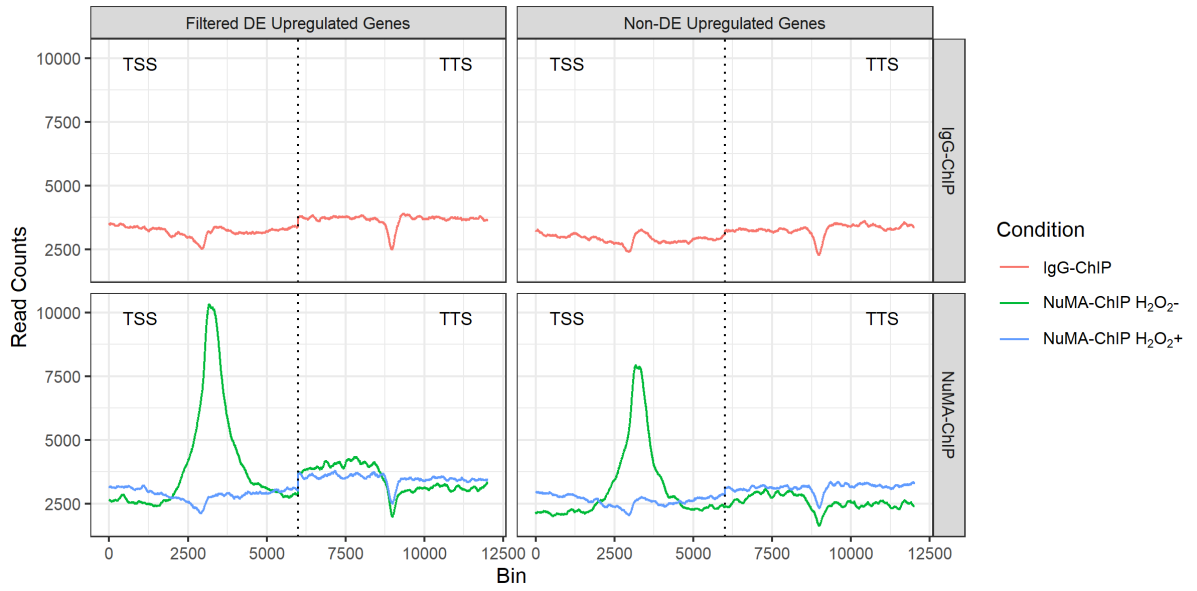 Filtered DE Upregulated Genes
Non-DE Upregulated Genes
TSS
TTS
TSS
TTS
IgG-ChIP
10000
7500
5000
2500
TSS
TTS
TSS
TTS
NuMA-ChIP
10000
7500
5000
2500
0
2500
5000
7500
10000
12500
0
2500
5000
7500
10000
12500
Read Counts
Bin
Condition
IgG-ChIP
NuMA-ChIP H₂O₂-
NuMA-ChIP H₂O₂+